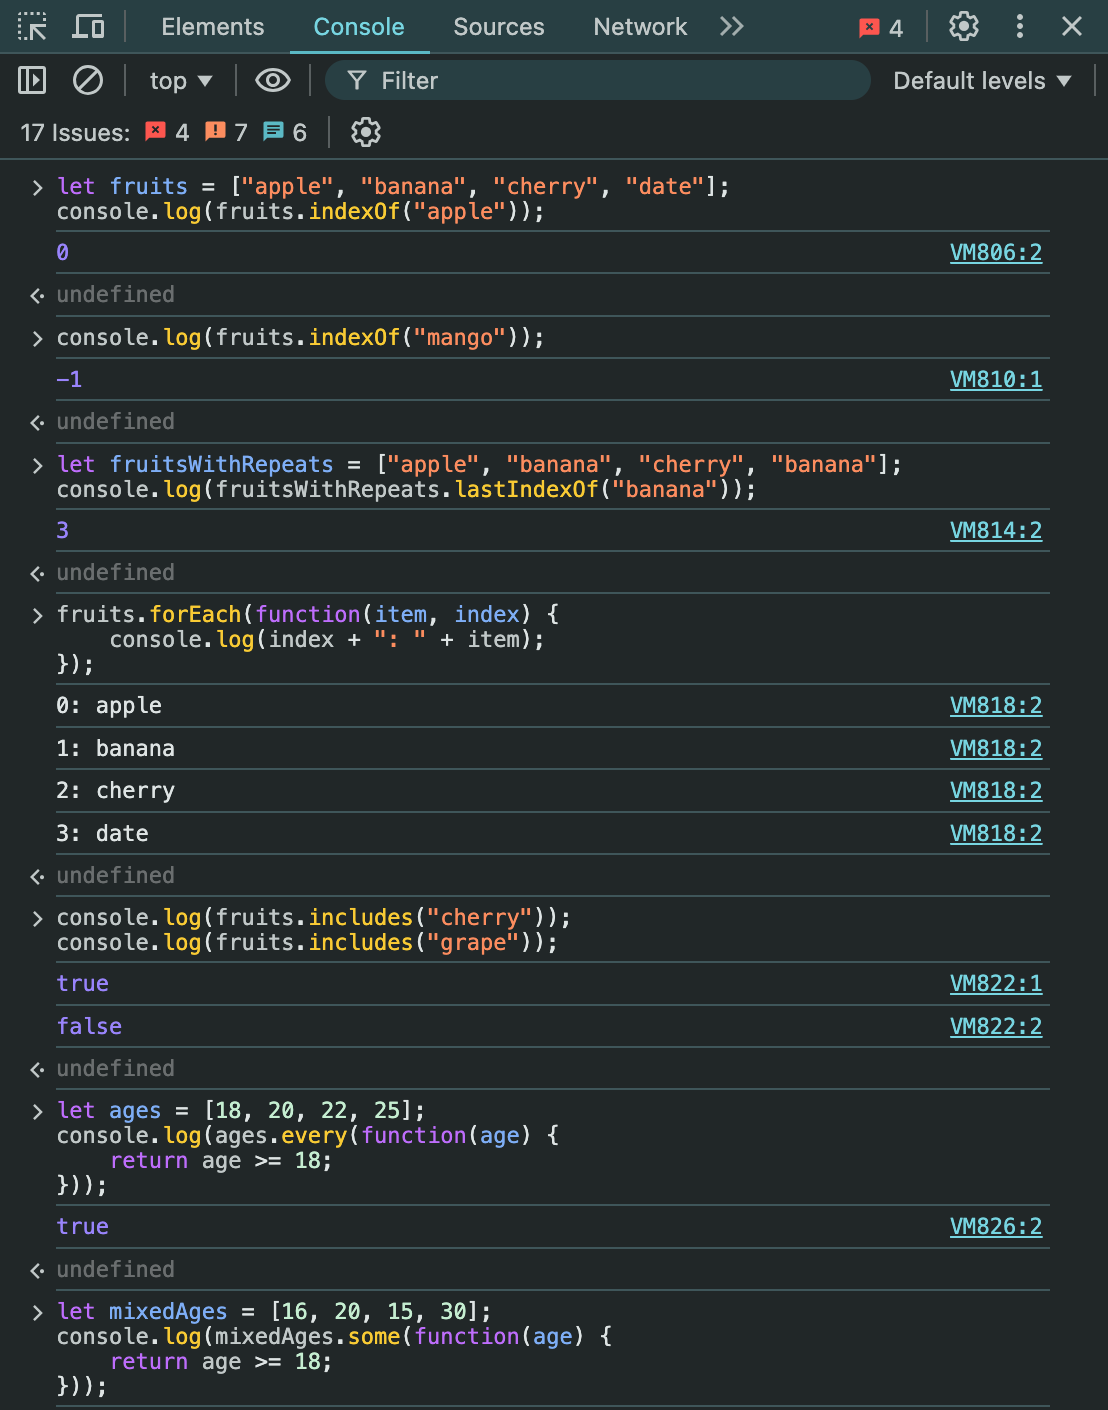 Elements Console Sources Network 4
top Filter Default levels
17 Issues: 4 7 6
let fruits = ["apple", "banana", "cherry", "date"];
console.log(fruits.indexOf("apple"));
0 VM806:2
undefined
console.log(fruits.indexOf("mango"));
-1 VM810:1
undefined
let fruitsWithRepeats = ["apple", "banana", "cherry", "banana"];
console.log(fruitsWithRepeats.lastIndexOf("banana"));
3 VM814:2
undefined
fruits.forEach(function(item, index) {
    console.log(index + ": " + item);
});
0: apple VM818:2
1: banana VM818:2
2: cherry VM818:2
3: date VM818:2
undefined
console.log(fruits.includes("cherry"));
console.log(fruits.includes("grape"));
true VM822:1
false VM822:2
undefined
let ages = [18, 20, 22, 25];
console.log(ages.every(function(age) {
    return age >= 18;
}));
true VM826:2
undefined
let mixedAges = [16, 20, 15, 30];
console.log(mixedAges.some(function(age) {
    return age >= 18;
}));